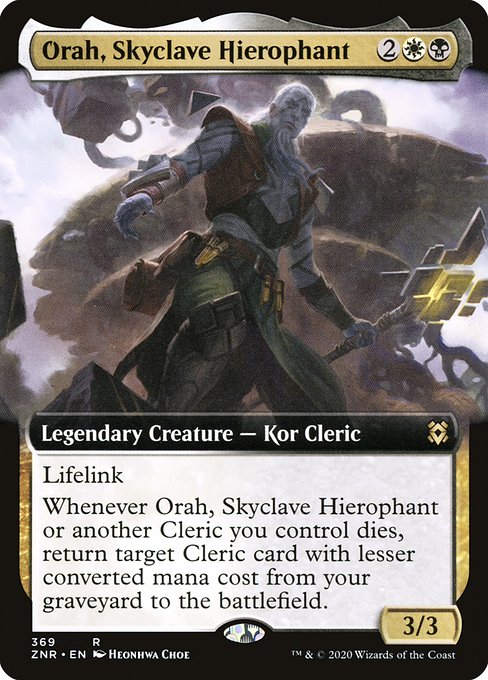 Orah, Skyclave Hierophant 2
Legendary Creature — Kor Cleric
Lifelink
Whenever Orah, Skyclave Hierophant
or another Cleric you control dies,
return target Cleric card with lesser
converted mana cost from your
graveyard to the battlefield.
3/3
369 R
ZNR • EN Heonhwa Choe
™ & © 2020 Wizards of the Coast